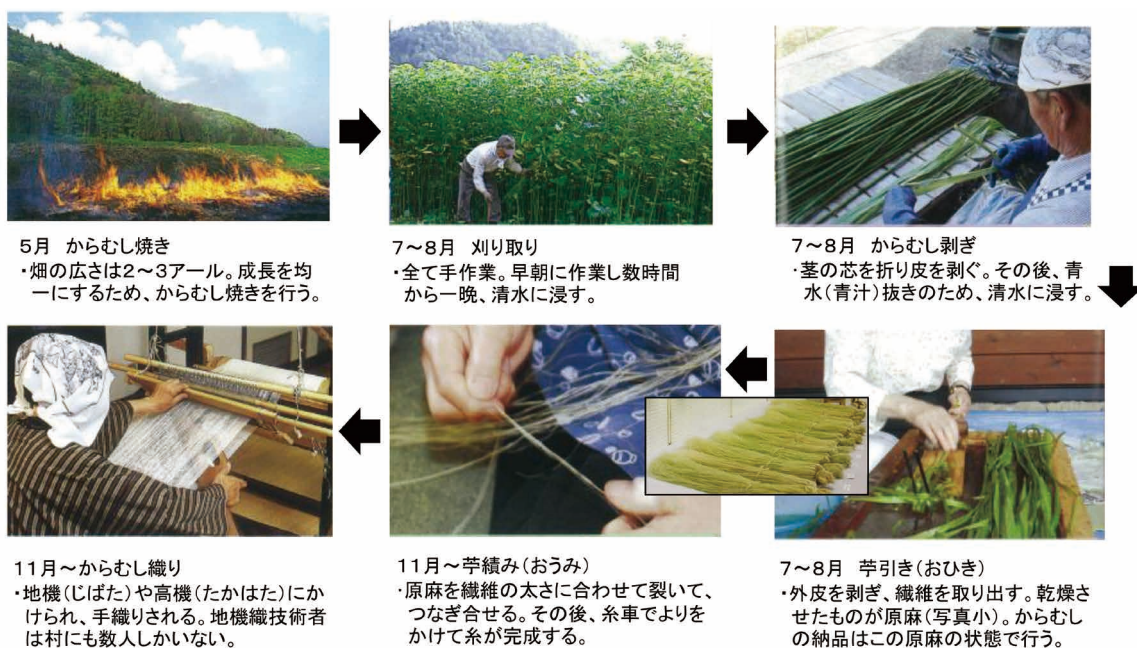 5月　からむし焼き
・畑の広さは2～3アール。成長を均
一にするため、からむし焼きを行う。
7～8月　刈り取り
・全て手作業。早朝に作業し数時間
から一晩、清水に浸す。
7～8月　からむし剥ぎ
・茎の芯を折り皮を剥ぐ。その後、青
水（青汁）抜きのため、清水に浸す。
7～8月　苧引き（おひき）
・外皮を剥ぎ、繊維を取り出す。乾燥さ
せたものが原麻（写真小）。からむし
の納品はこの原麻の状態で行う。
11月～苧績み（おうみ）
・原麻を繊維の太さに合わせて裂いて、
つなぎ合せる。その後、糸車でよりを
かけて糸が完成する。
11月～からむし織り
・地機（じばた）や高機（たかはた）にか
けられ、手織りされる。地機織技術者
は村にも数人しかいない。